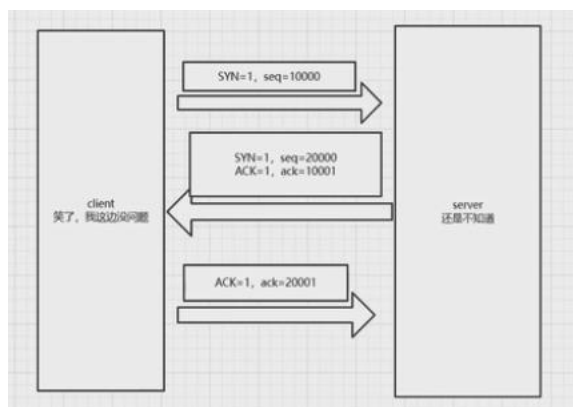 SYN=1, seq=10000
SYN=1, seq=20000
ACK=1, ack=10001
client
笑了，我这边没问题
server
还是不知道
ACK=1, ack=20001